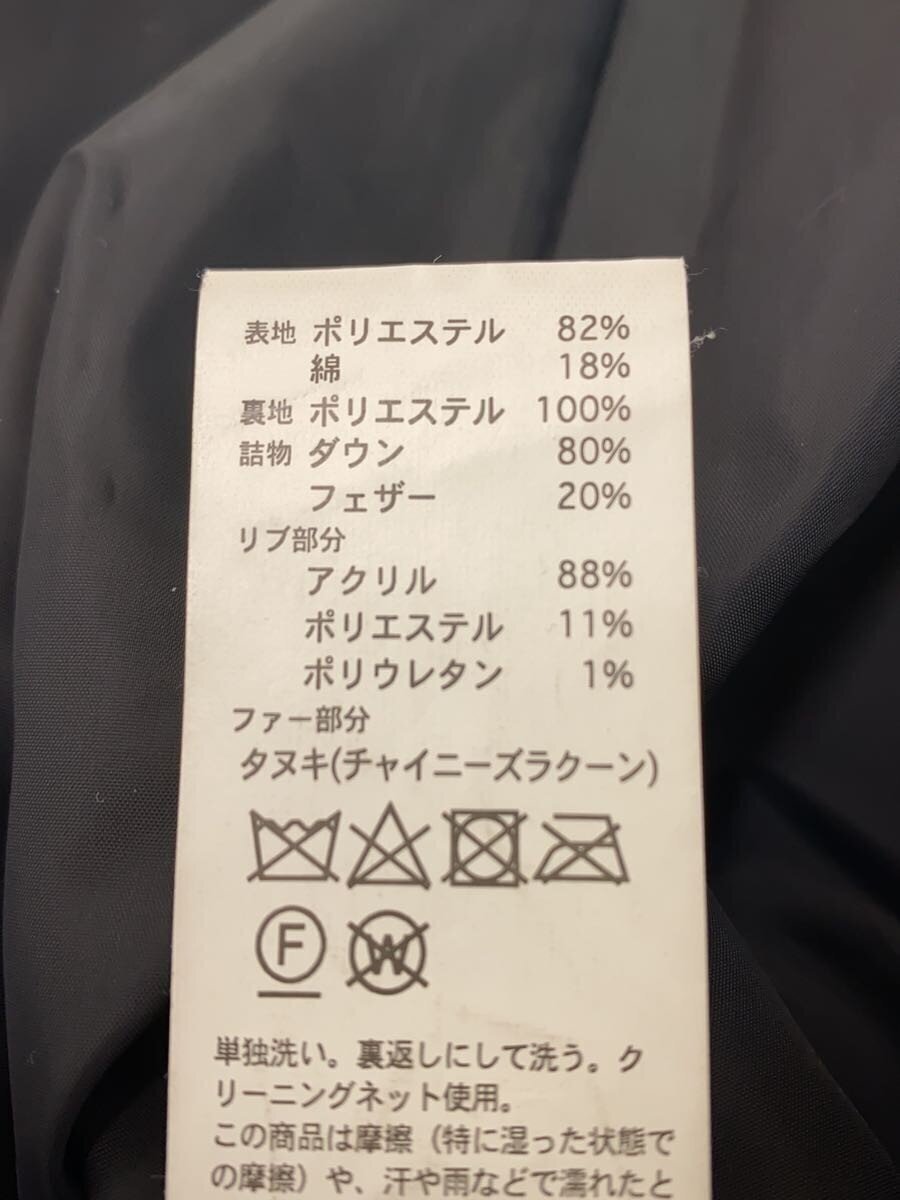 表地 ポリエステル 82%
綿 18%
裏地 ポリエステル 100%
詰物 ダウン 80%
フェザー 20%
リブ部分
アクリル 88%
ポリエステル 11%
ポリウレタン 1%
ファー部分
タヌキ(チャイニーズラクーン)
F W
単独洗い。裏返しにして洗う。ク
リーニングネット使用。
この商品は摩擦（特に湿った状態で
の摩擦）や、汗や雨などで濡れたと